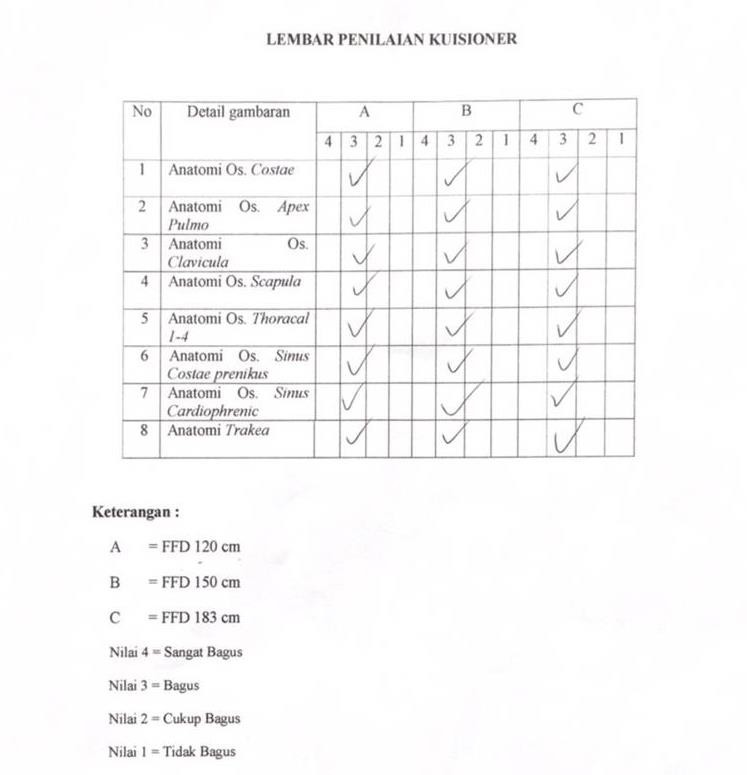 LEMBAR PENILAIAN KUISIONER
No Detail gambaran A B C
4 3 2 1 4 3 2 1 4 3 2 1
1 Anatomi Os. Costae ✓ ✓ ✓
2 Anatomi Os. Apex
Pulmo ✓ ✓ ✓
3 Anatomi Os.
Clavicula ✓ ✓ ✓
4 Anatomi Os. Scapula ✓ ✓ ✓
5 Anatomi Os. Thoracal
1-4 ✓ ✓ ✓
6 Anatomi Os. Sinus
Costae prenikus ✓ ✓ ✓
7 Anatomi Os. Sinus
Cardiophrenic ✓ ✓ ✓
8 Anatomi Trakea ✓ ✓ ✓
Keterangan :
A = FFD 120 cm
B = FFD 150 cm
C = FFD 183 cm
Nilai 4 = Sangat Bagus
Nilai 3 = Bagus
Nilai 2 = Cukup Bagus
Nilai 1 = Tidak Bagus